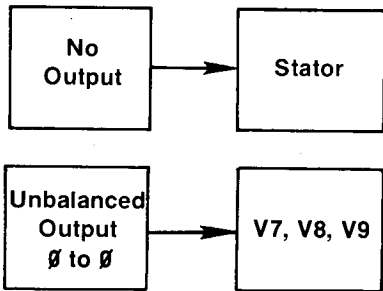 No
Output
Stator
Unbalanced
Output
Ø to Ø
V7, V8, V9